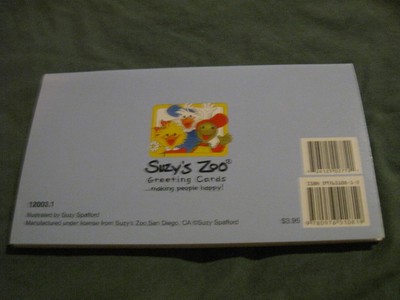 Suzy's Zoo®
Greeting Cards
...making people happy!
12002.1
Illustrated by Suzy Spafford
Manufactured under license from Suzy's Zoo, San Diego, CA ©Suzy Spafford
$3.95